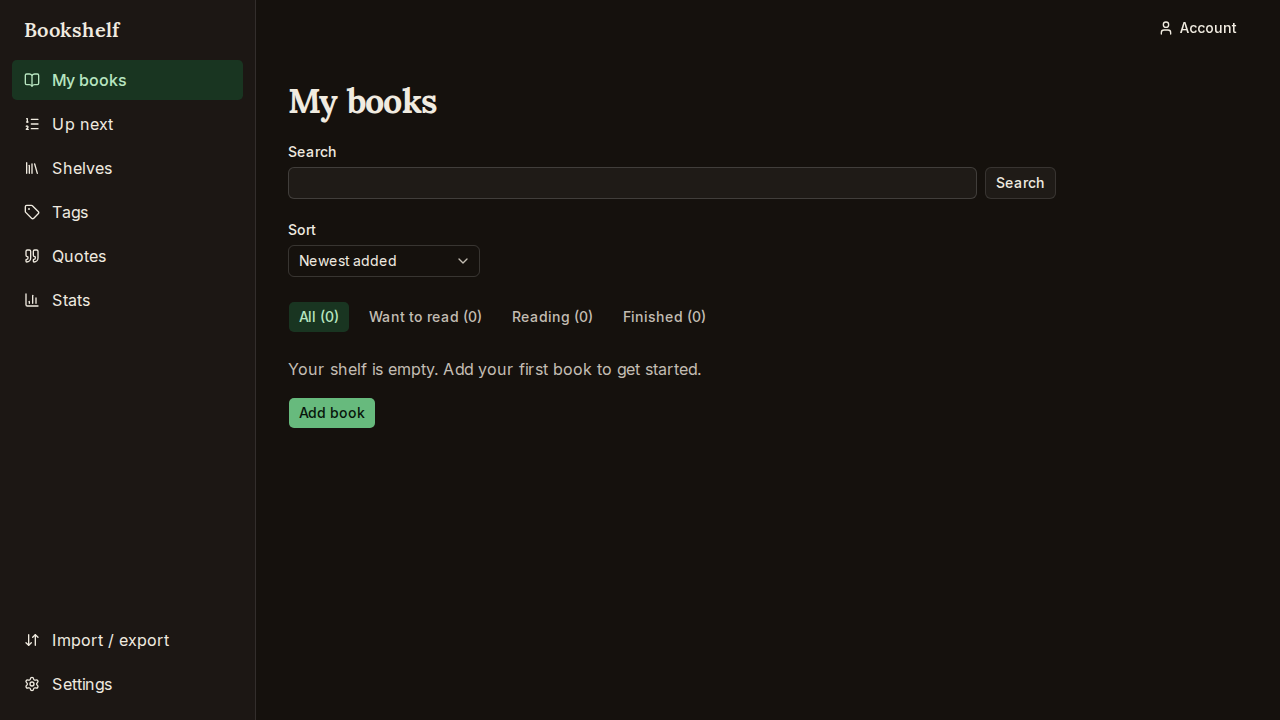 Bookshelf
My books
Up next
Shelves
Tags
Quotes
Stats
Import / export
Settings
Account
My books
Search
Search
Sort
Newest added
All (0) Want to read (0) Reading (0) Finished (0)
Your shelf is empty. Add your first book to get started.
Add book